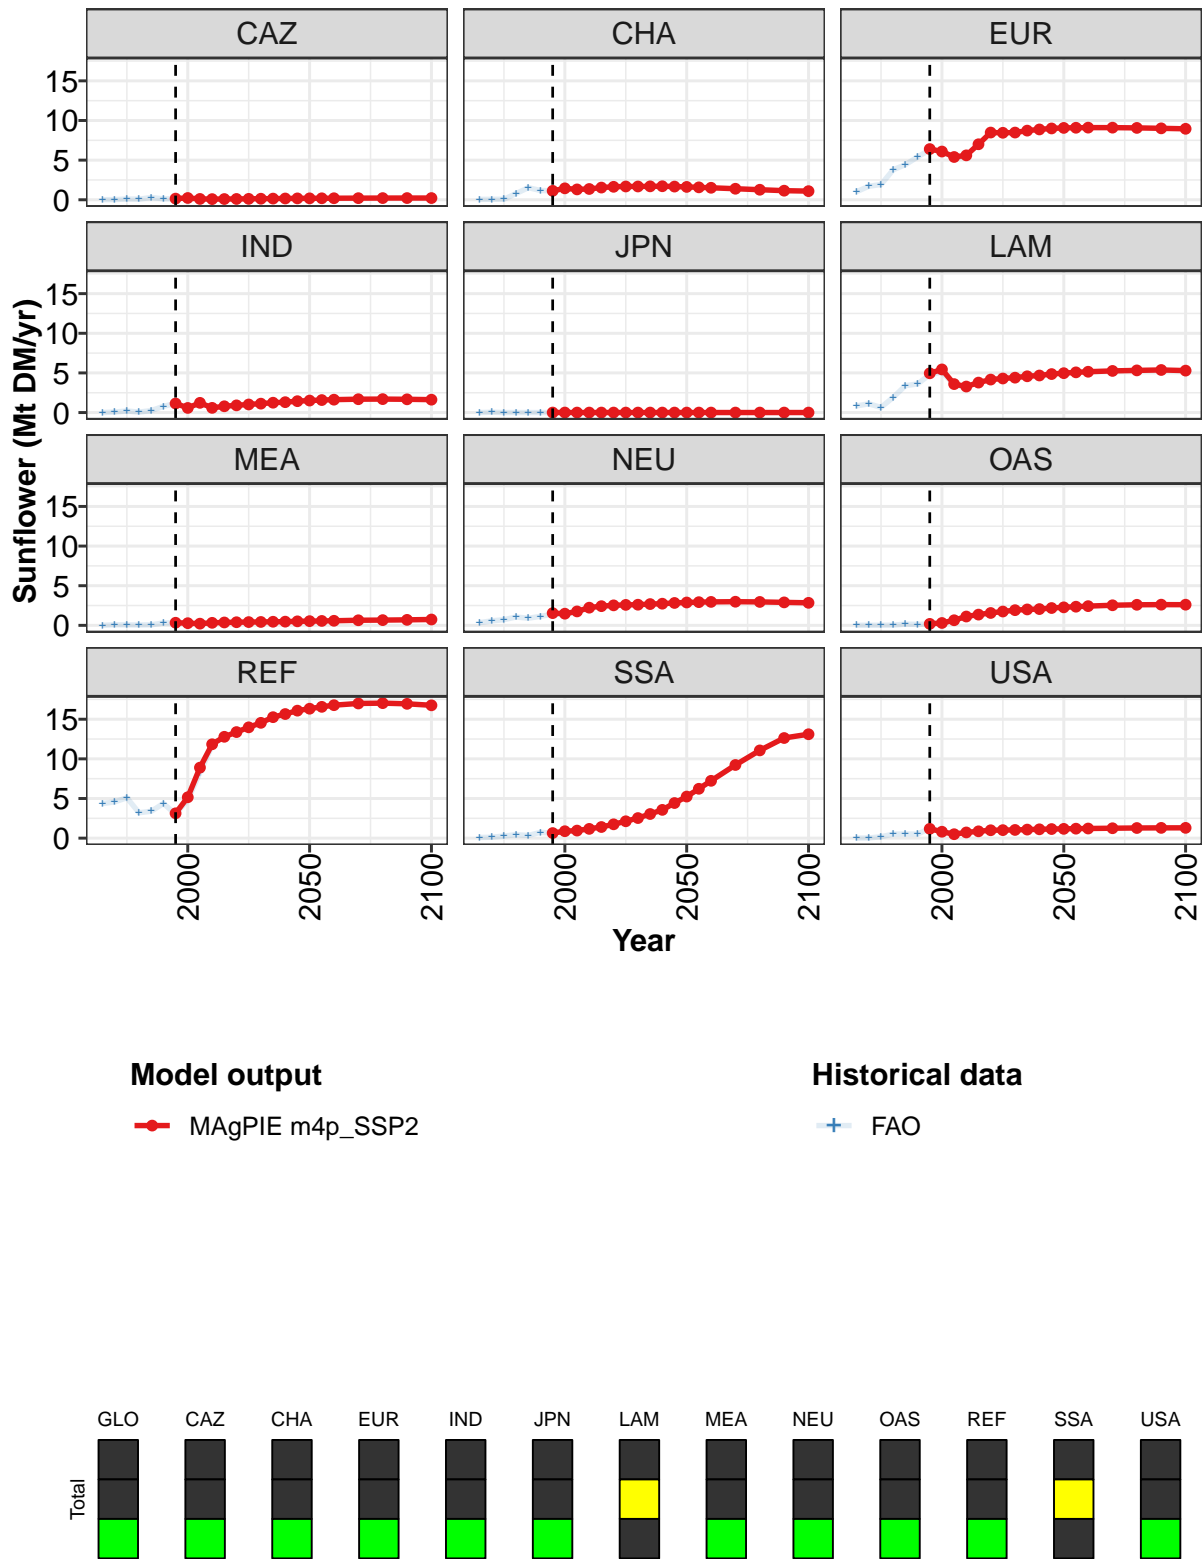 CAZ CHA EUR
15
10
5
0
IND JPN LAM
15
10
5
0
MEA NEU OAS
15
10
5
0
REF SSA USA
15
10
5
0
2000 2050 2100 2000 2050 2100 2000 2050 2100
Year
Sunflower (Mt DM/yr)
Model output Historical data
MAgPIE m4p_SSP2 FAO
GLO CAZ CHA EUR IND JPN LAM MEA NEU OAS REF SSA USA
Total